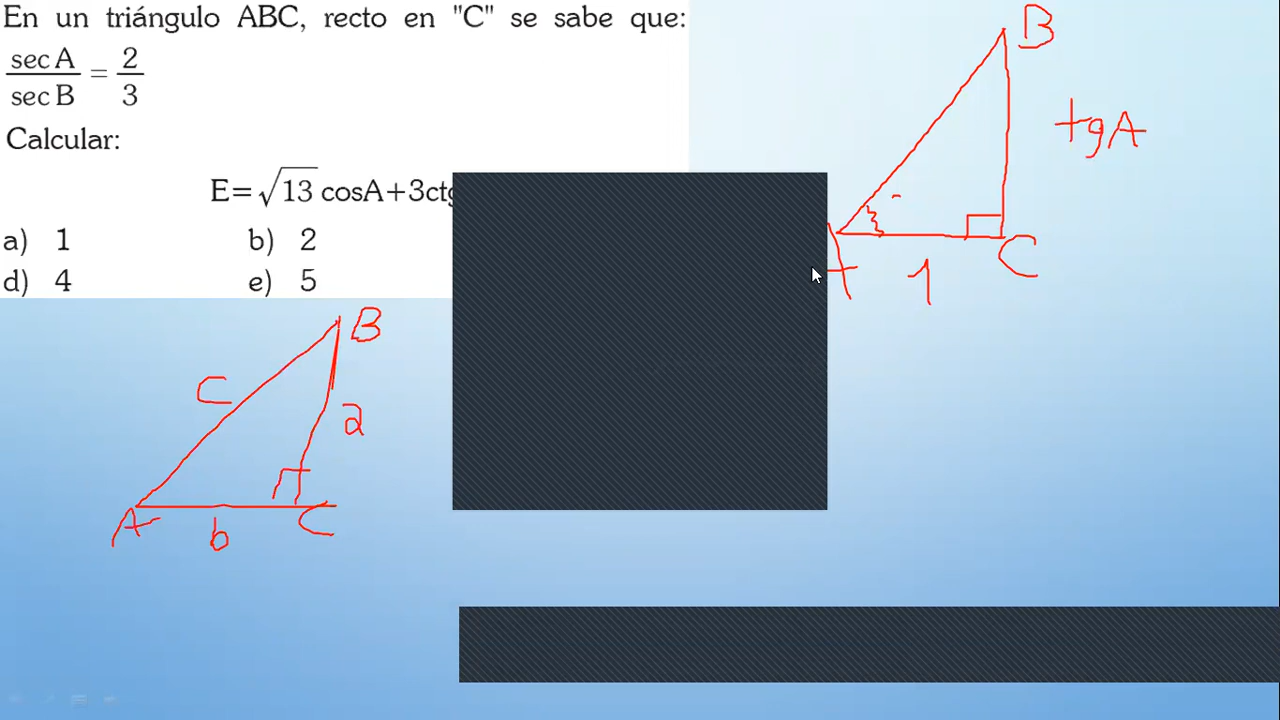 En un triángulo ABC, recto en "C" se sabe que:
sec A / sec B = 2 / 3
Calcular:
E=√13 cosA+3ctg
a) 1 b) 2
d) 4 e) 5
B
tgA
C
1
B
C
a
A
b
C